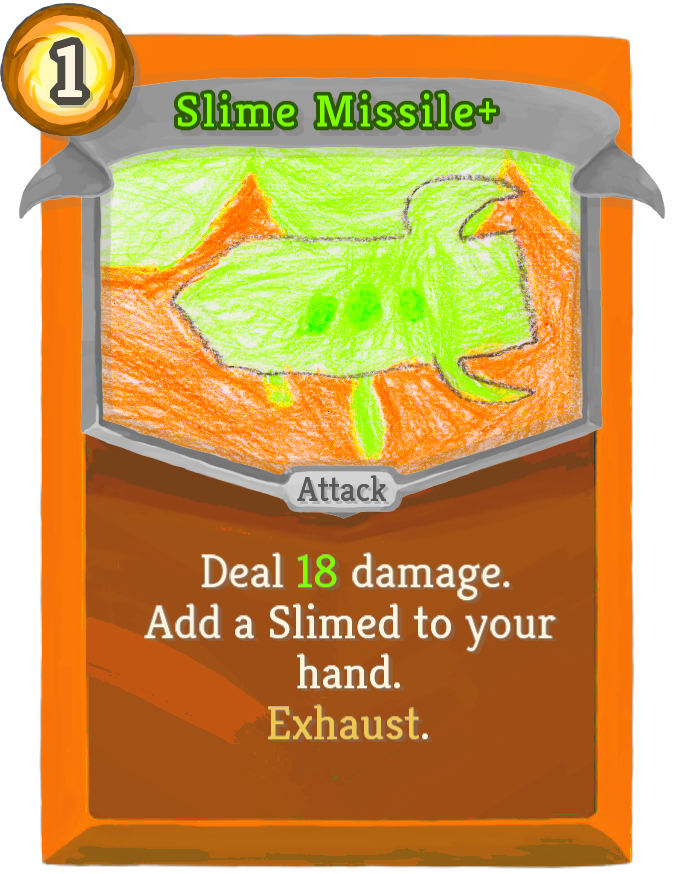 1
Slime Missile+
Attack
Deal 18 damage.
Add a Slimed to your
hand.
Exhaust.